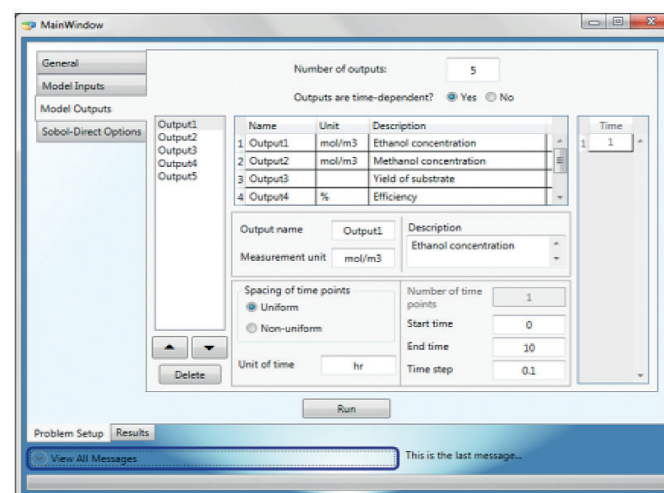 MainWindow
General
Model Inputs
Model Outputs
Sobol-Direct Options
Number of outputs: 5
Outputs are time-dependent? Yes No
Output1
Output2
Output3
Output4
Output5
Name Unit Description
1 Output1 mol/m3 Ethanol concentration
2 Output2 mol/m3 Methanol concentration
3 Output3 Yield of substrate
4 Output4 % Efficiency
Time
1 1
Output name Output1
Measurement unit mol/m3
Description
Ethanol concentration
Spacing of time points
Uniform
Non-uniform
Unit of time hr
Number of time points 1
Start time 0
End time 10
Time step 0.1
Delete
Run
Problem Setup Results
View All Messages This is the last message...